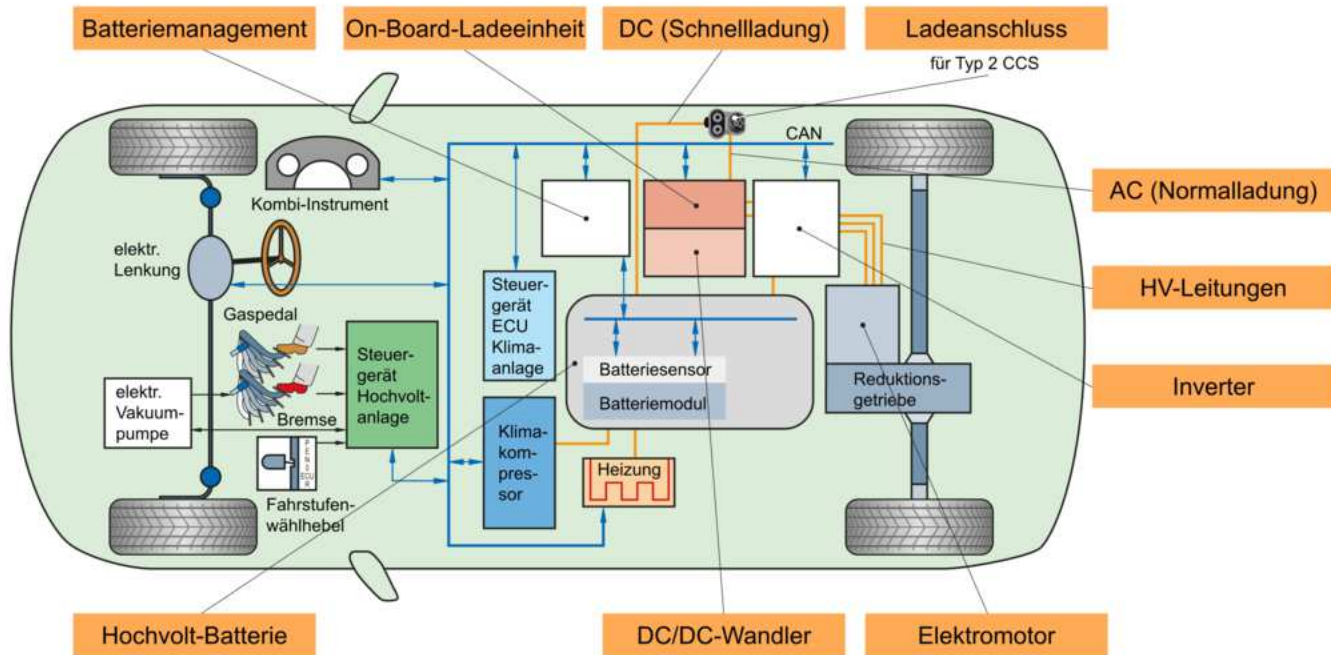 Batteriemanagement
On-Board-Ladeeinheit
DC (Schnellladung)
Ladeanschluss
für Typ 2 CCS
CAN
AC (Normalladung)
Kombi-Instrument
elektr.
Lenkung
HV-Leitungen
Gaspedal
Steuer-
gerät
ECU
Klima-
anlage
Steuer-
gerät
Hochvolt-
anlage
Batteriesensor
Batteriemodul
Reduktions-
getriebe
Inverter
elektr.
Vakuum-
pumpe
Bremse
Klima-
kom-
pres-
sor
Heizung
Fahrstufen-
wählhebel
Hochvolt-Batterie
DC/DC-Wandler
Elektromotor